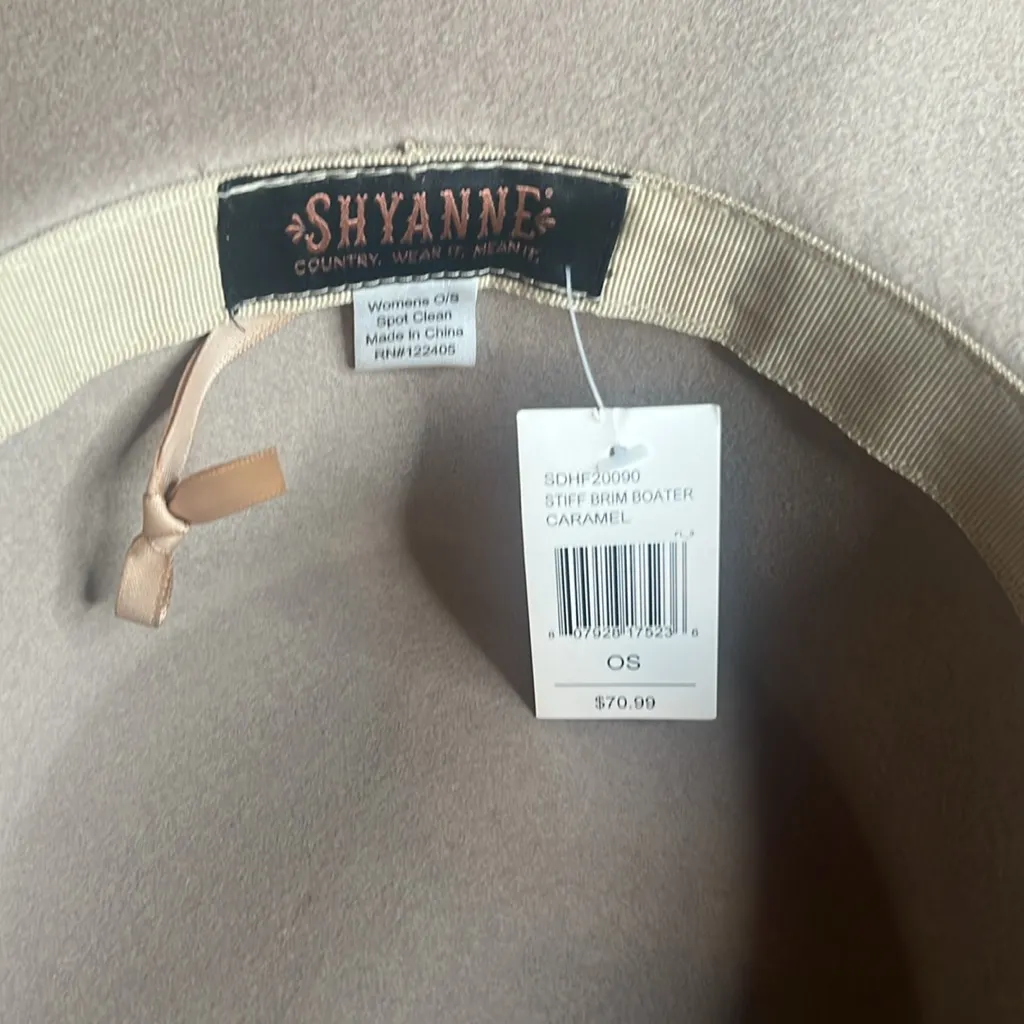 SHYANNE®
COUNTRY. WEAR IT. MEAN IT.
Womens O/S
Spot Clean
Made In China
RN#122405
SDHF20090
STIFF BRIM BOATER
CARAMEL
8 07928 17523 6
OS
$70.99